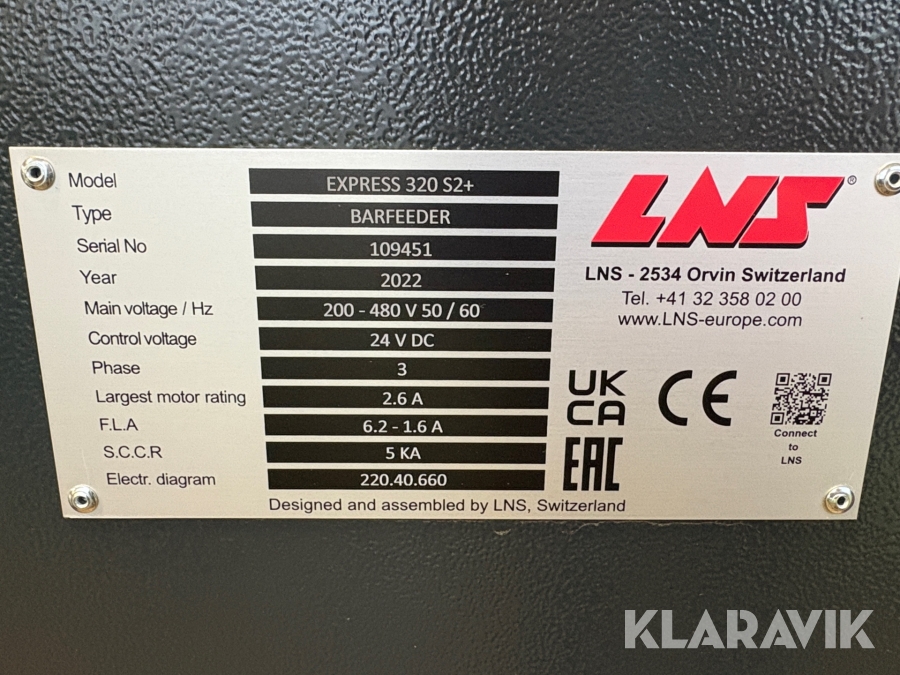 Model EXPRESS 320 S2+
Type BARFEEDER
Serial No 109451
Year 2022
Main voltage / Hz 200 - 480 V 50 / 60
Control voltage 24 V DC
Phase 3
Largest motor rating 2.6 A
F.L.A 6.2 - 1.6 A
S.C.C.R 5 KA
Electr. diagram 220.40.660
LNS®
LNS - 2534 Orvin Switzerland
Tel. +41 32 358 02 00
www.LNS-europe.com
UK
CA
CE
EAC
Connect
to
LNS
Designed and assembled by LNS, Switzerland
KLARAVIK